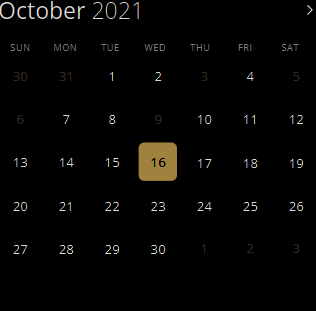 October 2021
SUN MON TUE WED THU FRI SAT
30 31 1 2 3 4 5
6 7 8 9 10 11 12
13 14 15 16 17 18 19
20 21 22 23 24 25 26
27 28 29 30 1 2 3